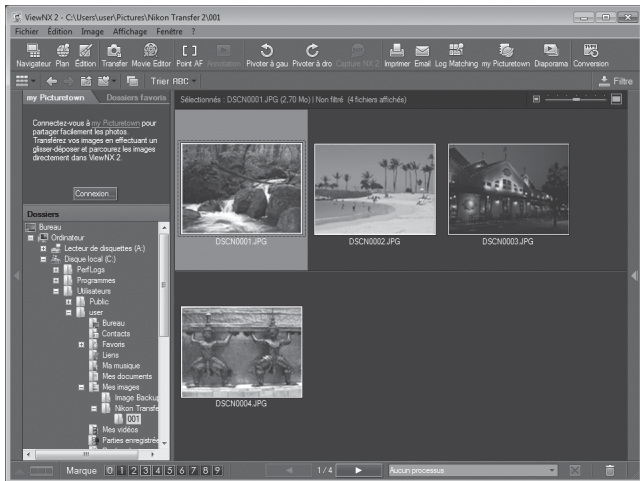 ViewNX 2 - C:\Users\user\Pictures\Nikon Transfer 2\001
Fichier Édition Image Affichage Fenêtre ?
Navigateur Plan Édition Transfer Movie Editor Point AF Annotation Pivoter à gau Pivoter à dro Capture NX 2 Imprimer Email Log Matching my Picturetown Diaporama Conversion
Trier ABC Filtre
my Picturetown Dossiers favoris
Sélectionnés : DSCN0001.JPG (2,70 Mo) | Non filtré (4 fichiers affichés)
Connectez-vous à my Picturetown pour
partager facilement les photos.
Transférez vos images en effectuant un
glisser-déposer et parcourez les images
directement dans ViewNX 2.
Connexion...
Dossiers
Bureau
Ordinateur
Lecteur de disquettes (A:)
Disque local (C:)
PerfLogs
Programmes
Utilisateurs
Public
user
Bureau
Contacts
Favoris
Liens
Ma musique
Mes documents
Mes images
Image Backup
Nikon Transfe
001
Mes vidéos
Parties enregistrée
DSCN0001.JPG
DSCN0002.JPG
DSCN0003.JPG
DSCN0004.JPG
Marque 0 1 2 3 4 5 6 7 8 9
1/4
Aucun processus